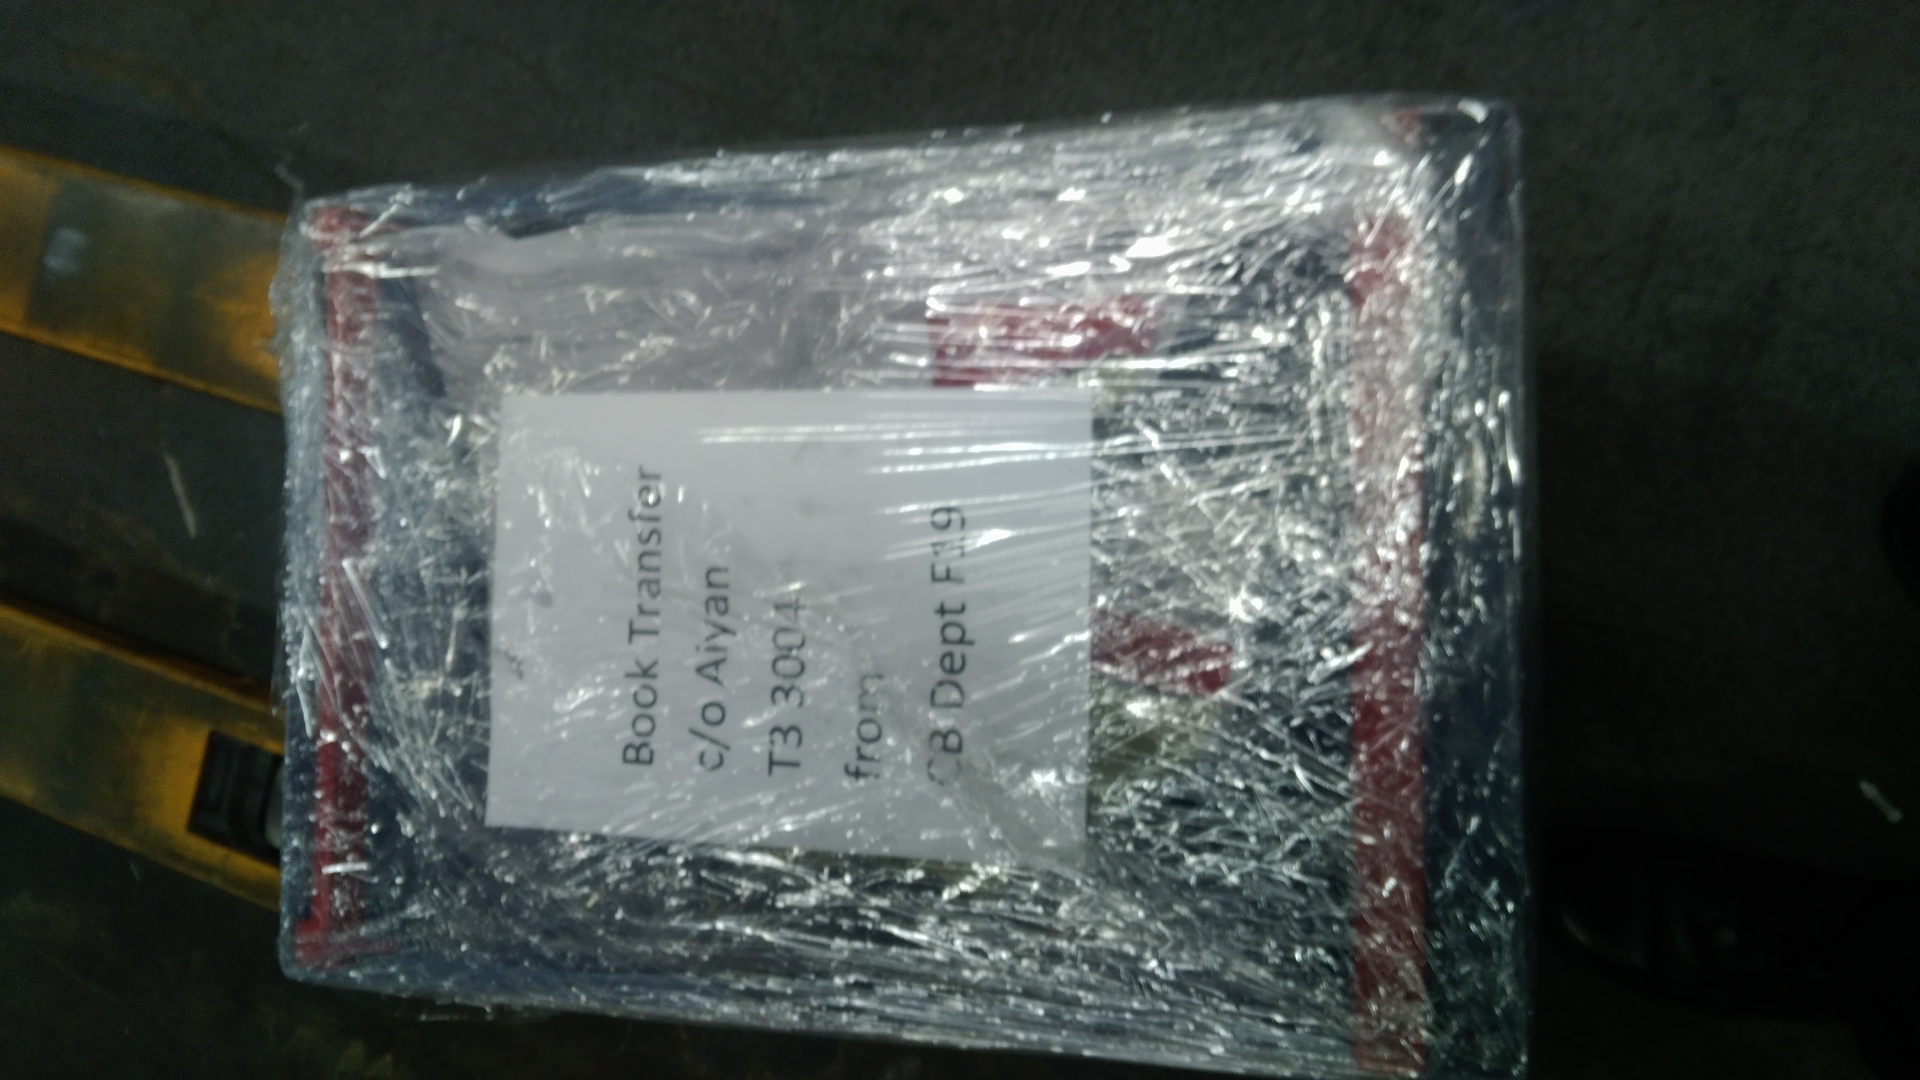 Book Transfer
c/o Aiyan
T3 3004
from
Dept F19